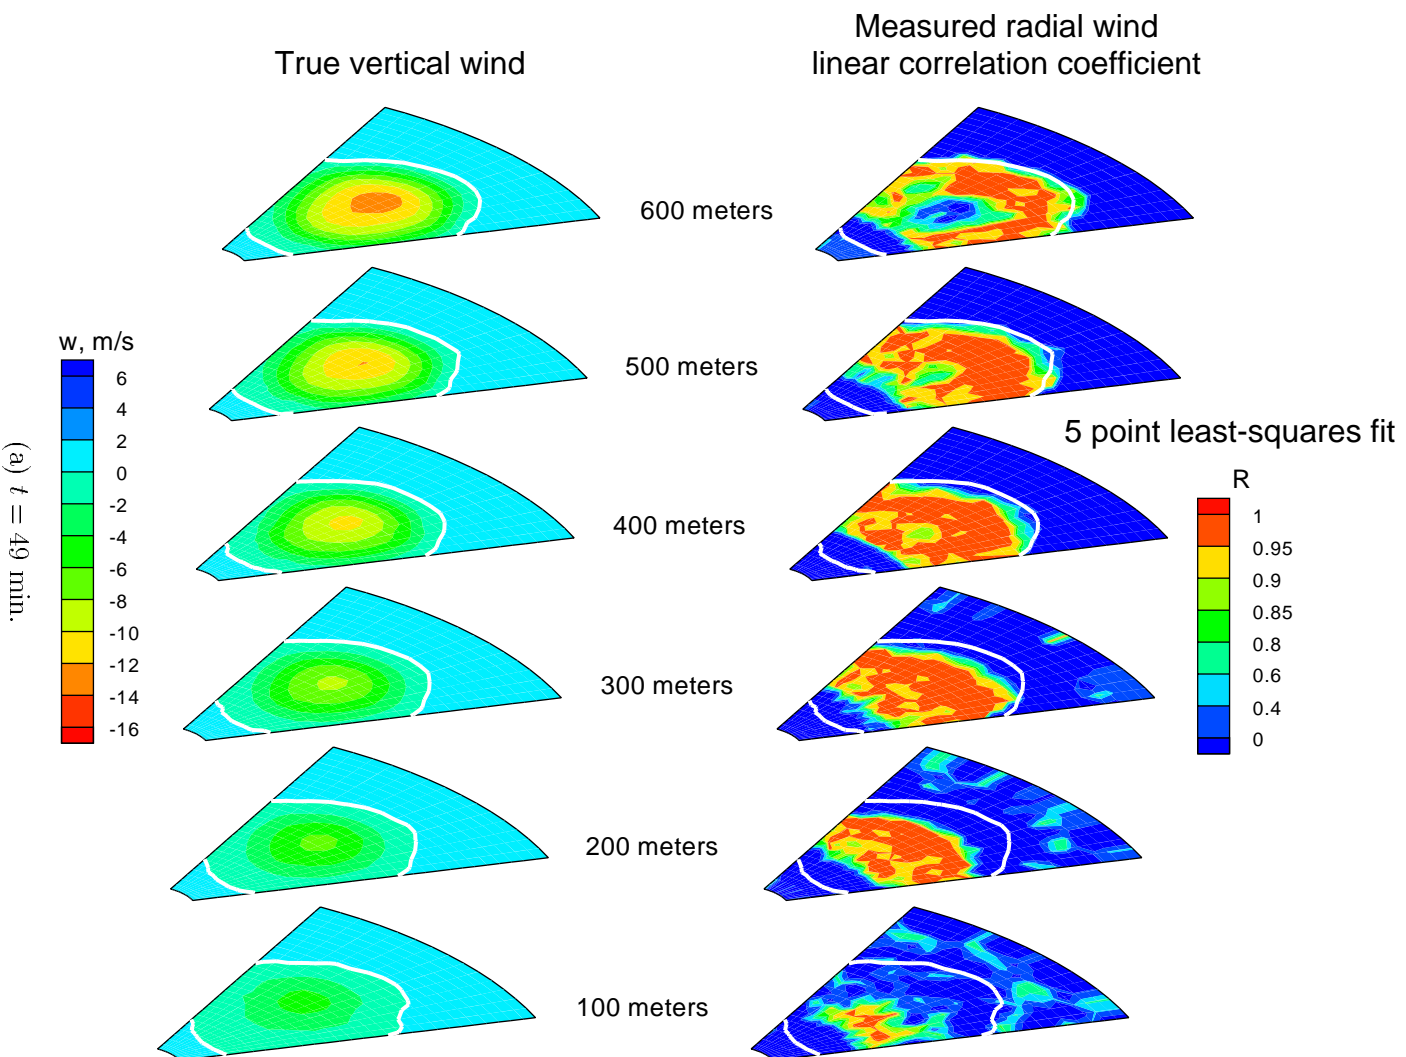 True vertical wind
Measured radial wind
linear correlation coefficient
600 meters
500 meters
400 meters
300 meters
200 meters
100 meters
w, m/s
6
4
2
0
-2
-4
-6
-8
-10
-12
-14
-16
(a) t = 49 min.
5 point least-squares fit
R
1
0.95
0.9
0.85
0.8
0.6
0.4
0